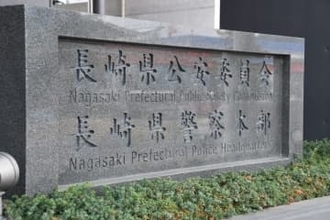 長崎県公安委員会
Nagasaki Prefectural Public Safety Commission
長崎県警察本部
Nagasaki Prefectural Police Headquarters